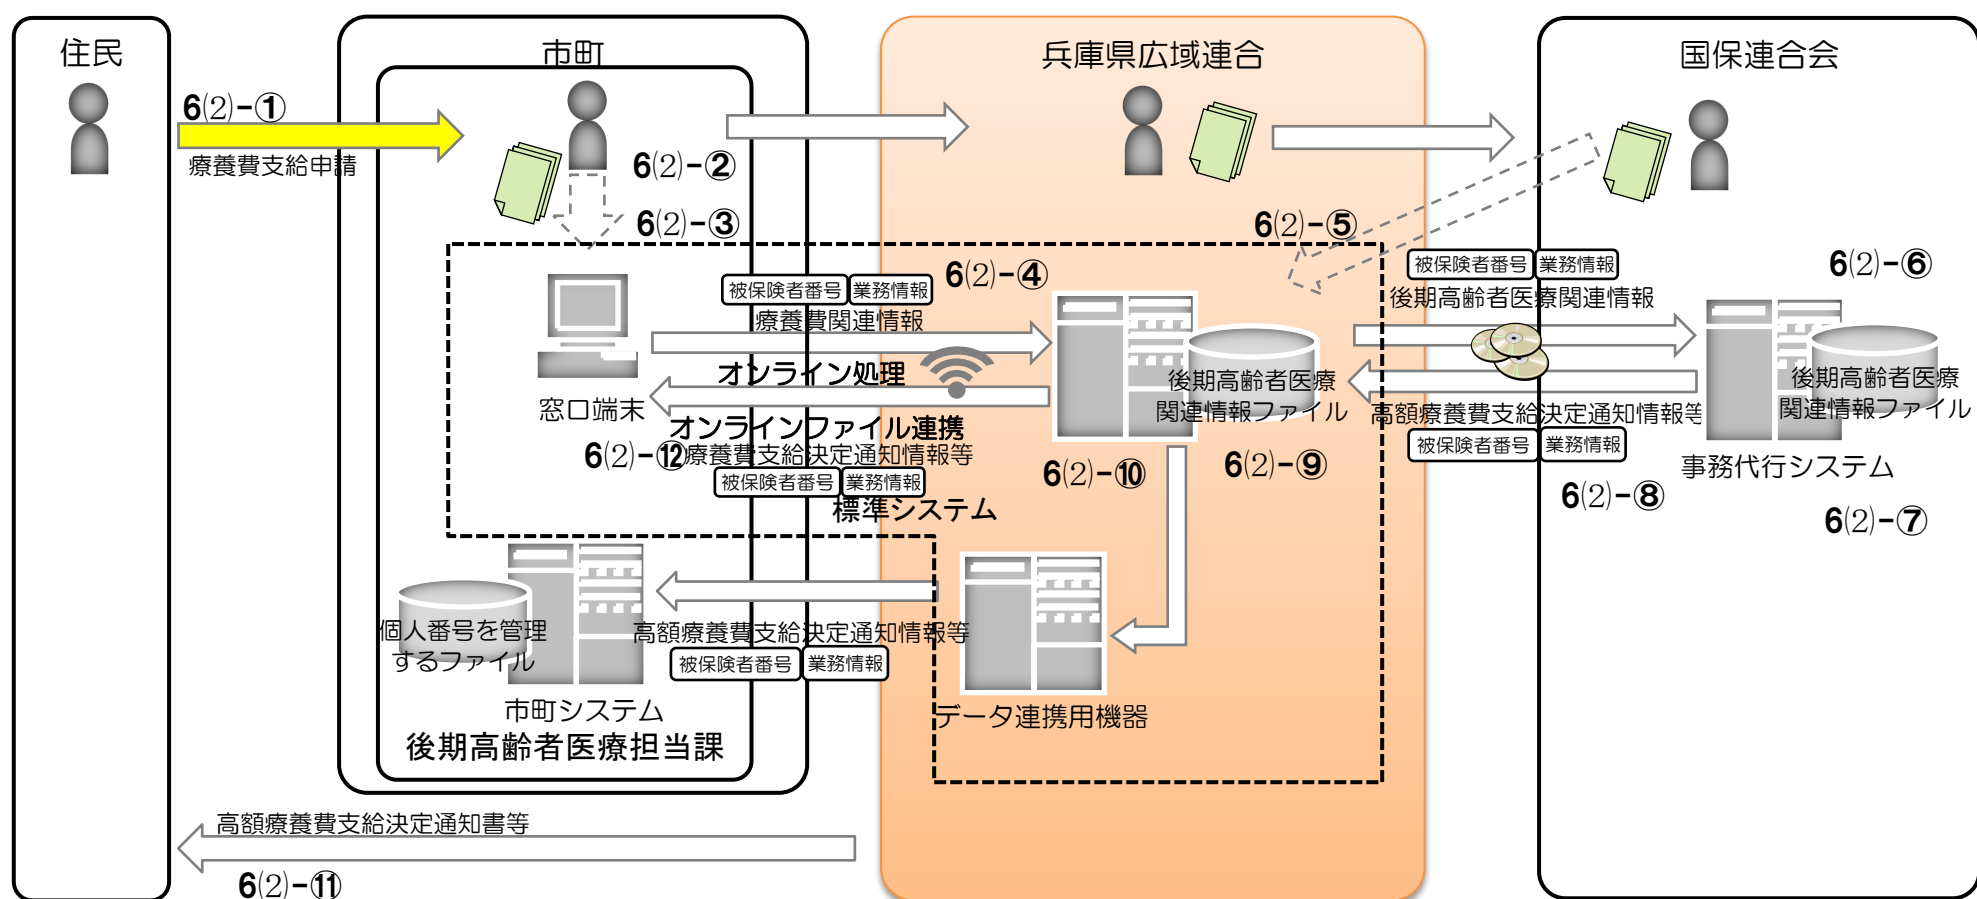 住民
市町
兵庫県広域連合
国保連合会
6(2)-①
療養費支給申請
6(2)-②
6(2)-③
6(2)-④
6(2)-⑤
6(2)-⑥
被保険者番号 業務情報
療養費関連情報
オンライン処理
オンラインファイル連携
6(2)-⑫
療養費支給決定通知情報等
被保険者番号 業務情報
標準システム
窓口端末
後期高齢者医療
関連情報ファイル
6(2)-⑩
6(2)-⑨
被保険者番号 業務情報
後期高齢者医療関連情報
高額療養費支給決定通知情報等
被保険者番号 業務情報
6(2)-⑧
後期高齢者医療
関連情報ファイル
事務代行システム
6(2)-⑦
個人番号を管理
するファイル
高額療養費支給決定通知情報等
被保険者番号 業務情報
市町システム
後期高齢者医療担当課
データ連携用機器
高額療養費支給決定通知書等
6(2)-⑪